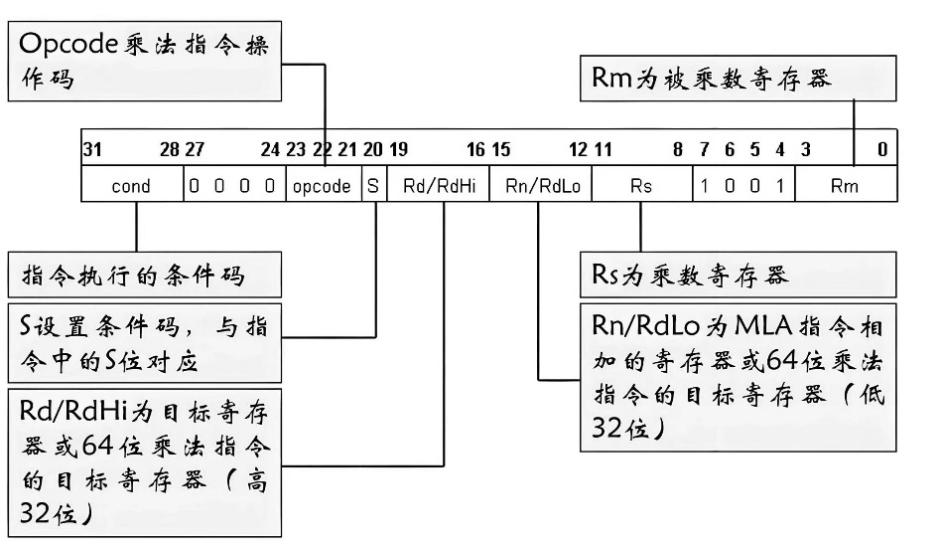 Opcode乘法指令操
作码
Rm为被乘数寄存器
31 28 27 24 23 22 21 20 19 16 15 12 11 8 7 6 5 4 3 0
cond 0 0 0 0 opcode S Rd/RdHi Rn/RdLo Rs 1 0 0 1 Rm
指令执行的条件码
S设置条件码，与指
令中的S位对应
Rd/RdHi为目标寄存
器或64位乘法指令
的目标寄存器（高
32位）
Rs为乘数寄存器
Rn/RdLo为MLA指令相
加的寄存器或64位乘法
指令的目标寄存器（低
32位）